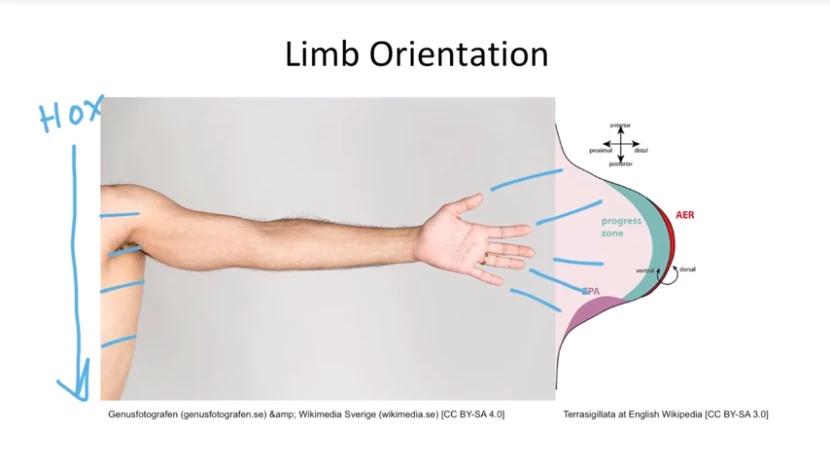 Limb Orientation
Hox
anterior
proximal distal
posterior
AER
progress
zone
ventral dorsal
ZPA
Genusfotografen (genusfotografen.se) &amp; Wikimedia Sverige (wikimedia.se) [CC BY-SA 4.0]
Terrasigillata at English Wikipedia [CC BY-SA 3.0]